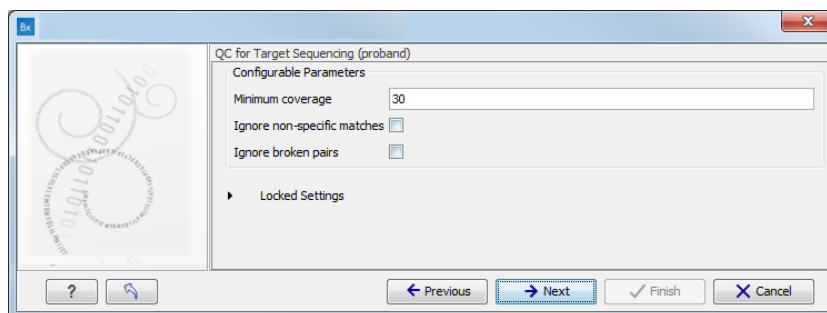 Bx
QC for Target Sequencing (proband)
Configurable Parameters
Minimum coverage 30
Ignore non-specific matches
Ignore broken pairs
Locked Settings
? Previous Next Finish Cancel